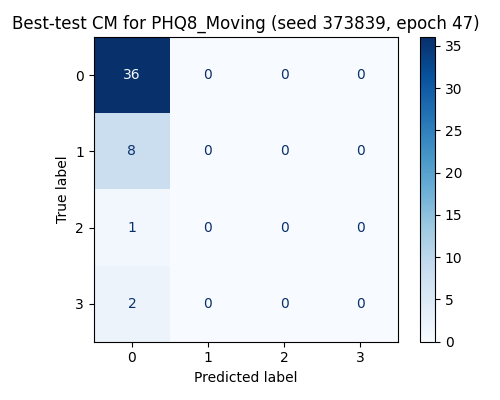 Best-test CM for PHQ8_Moving (seed 373839, epoch 47)
0 36 0 0 0
1 8 0 0 0
2 1 0 0 0
3 2 0 0 0
0 1 2 3
Predicted label
True label
35
30
25
20
15
10
5
0